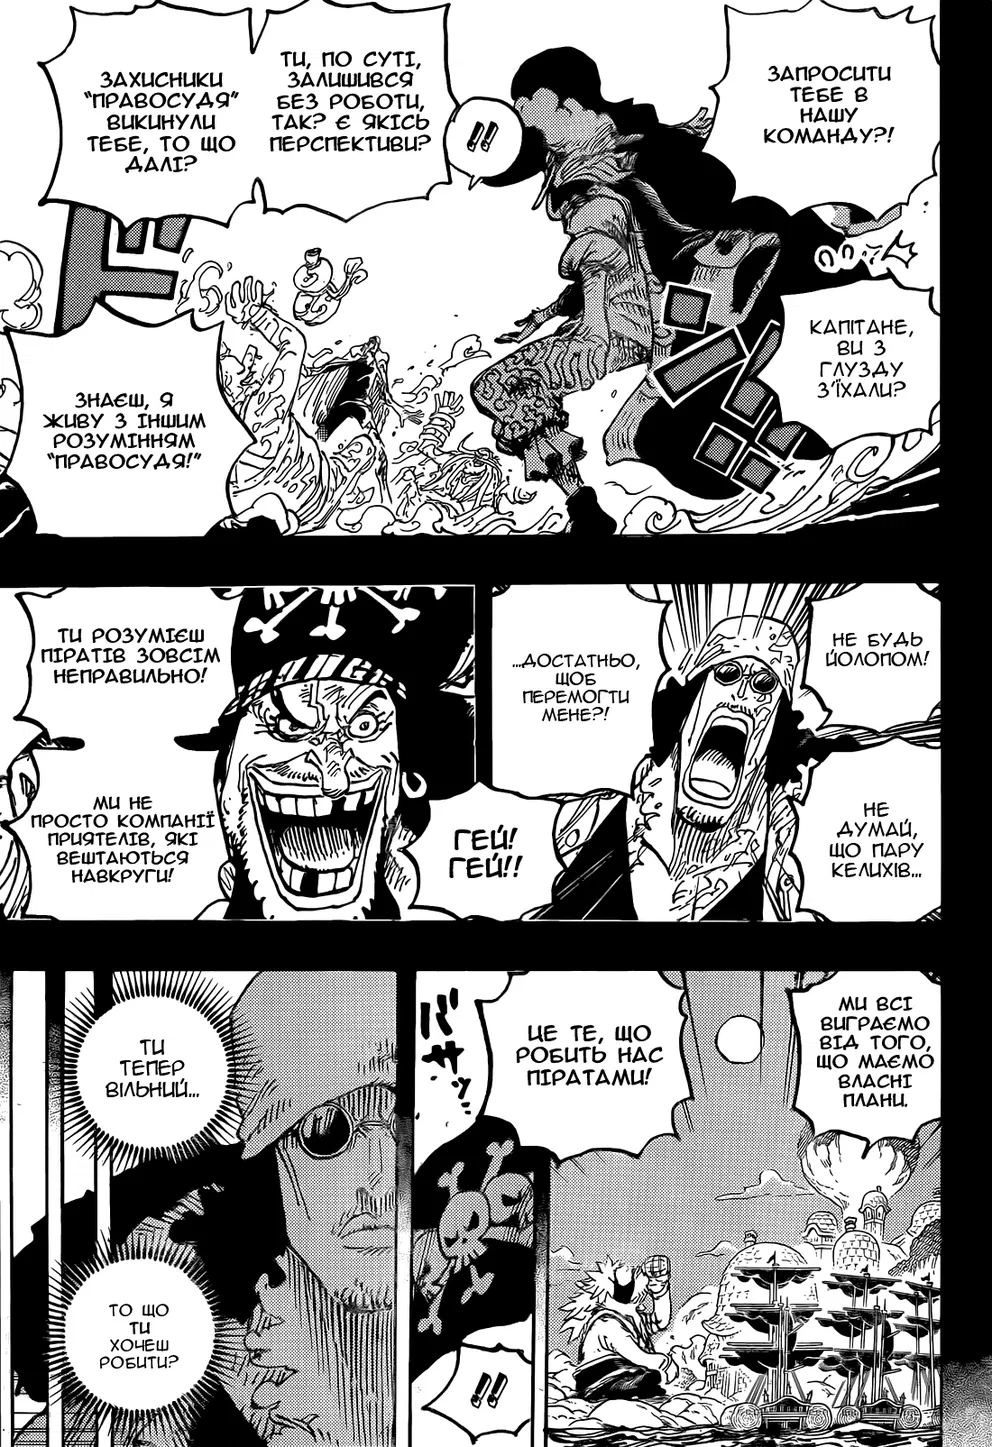 ЗАПРОСИТИ
ТЕБЕ В
НАШУ
КОМАНДУ?!
КАПІТАНЕ,
ВИ З
ГЛУЗДУ
З'ЇХАЛИ?
!!
ТИ, ПО СУТІ,
ЗАЛИШИВСЯ
БЕЗ РОБОТИ,
ТАК? Є ЯКІСЬ
ПЕРСПЕКТИВИ?
ЗАХИСНИКИ
"ПРАВОСУДЯ"
ВИКИНУЛИ
ТЕБЕ, ТО ЩО
ДАЛІ?
ЗНАЄШ, Я
ЖИВУ З ІНШИМ
РОЗУМІННЯМ
"ПРАВОСУДЯ!"
НЕ БУДЬ
ЙОЛОПОМ!
НЕ
ДУМАЙ,
ЩО ПАРУ
КЕЛИХІВ...
...ДОСТАТНЬО,
ЩОБ
ПЕРЕМОГТИ
МЕНЕ?!
ГЕЙ!
ГЕЙ!!
ТИ РОЗУМІЄШ
ПІРАТІВ ЗОВСІМ
НЕПРАВИЛЬНО!
МИ НЕ
ПРОСТО КОМПАНІЇ
ПРИЯТЕЛІВ, ЯКІ
ВЕШТАЮТЬСЯ
НАВКРУГИ!
МИ ВСІ
ВИГРАЄМО
ВІД ТОГО,
ЩО МАЄМО
ВЛАСНІ
ПЛАНИ.
ЦЕ ТЕ, ЩО
РОБИТЬ НАС
ПІРАТАМИ!
バサッ
!!
ТИ
ТЕПЕР
ВІЛЬНИЙ...
ТО ЩО
ТИ
ХОЧЕШ
РОБИТИ?